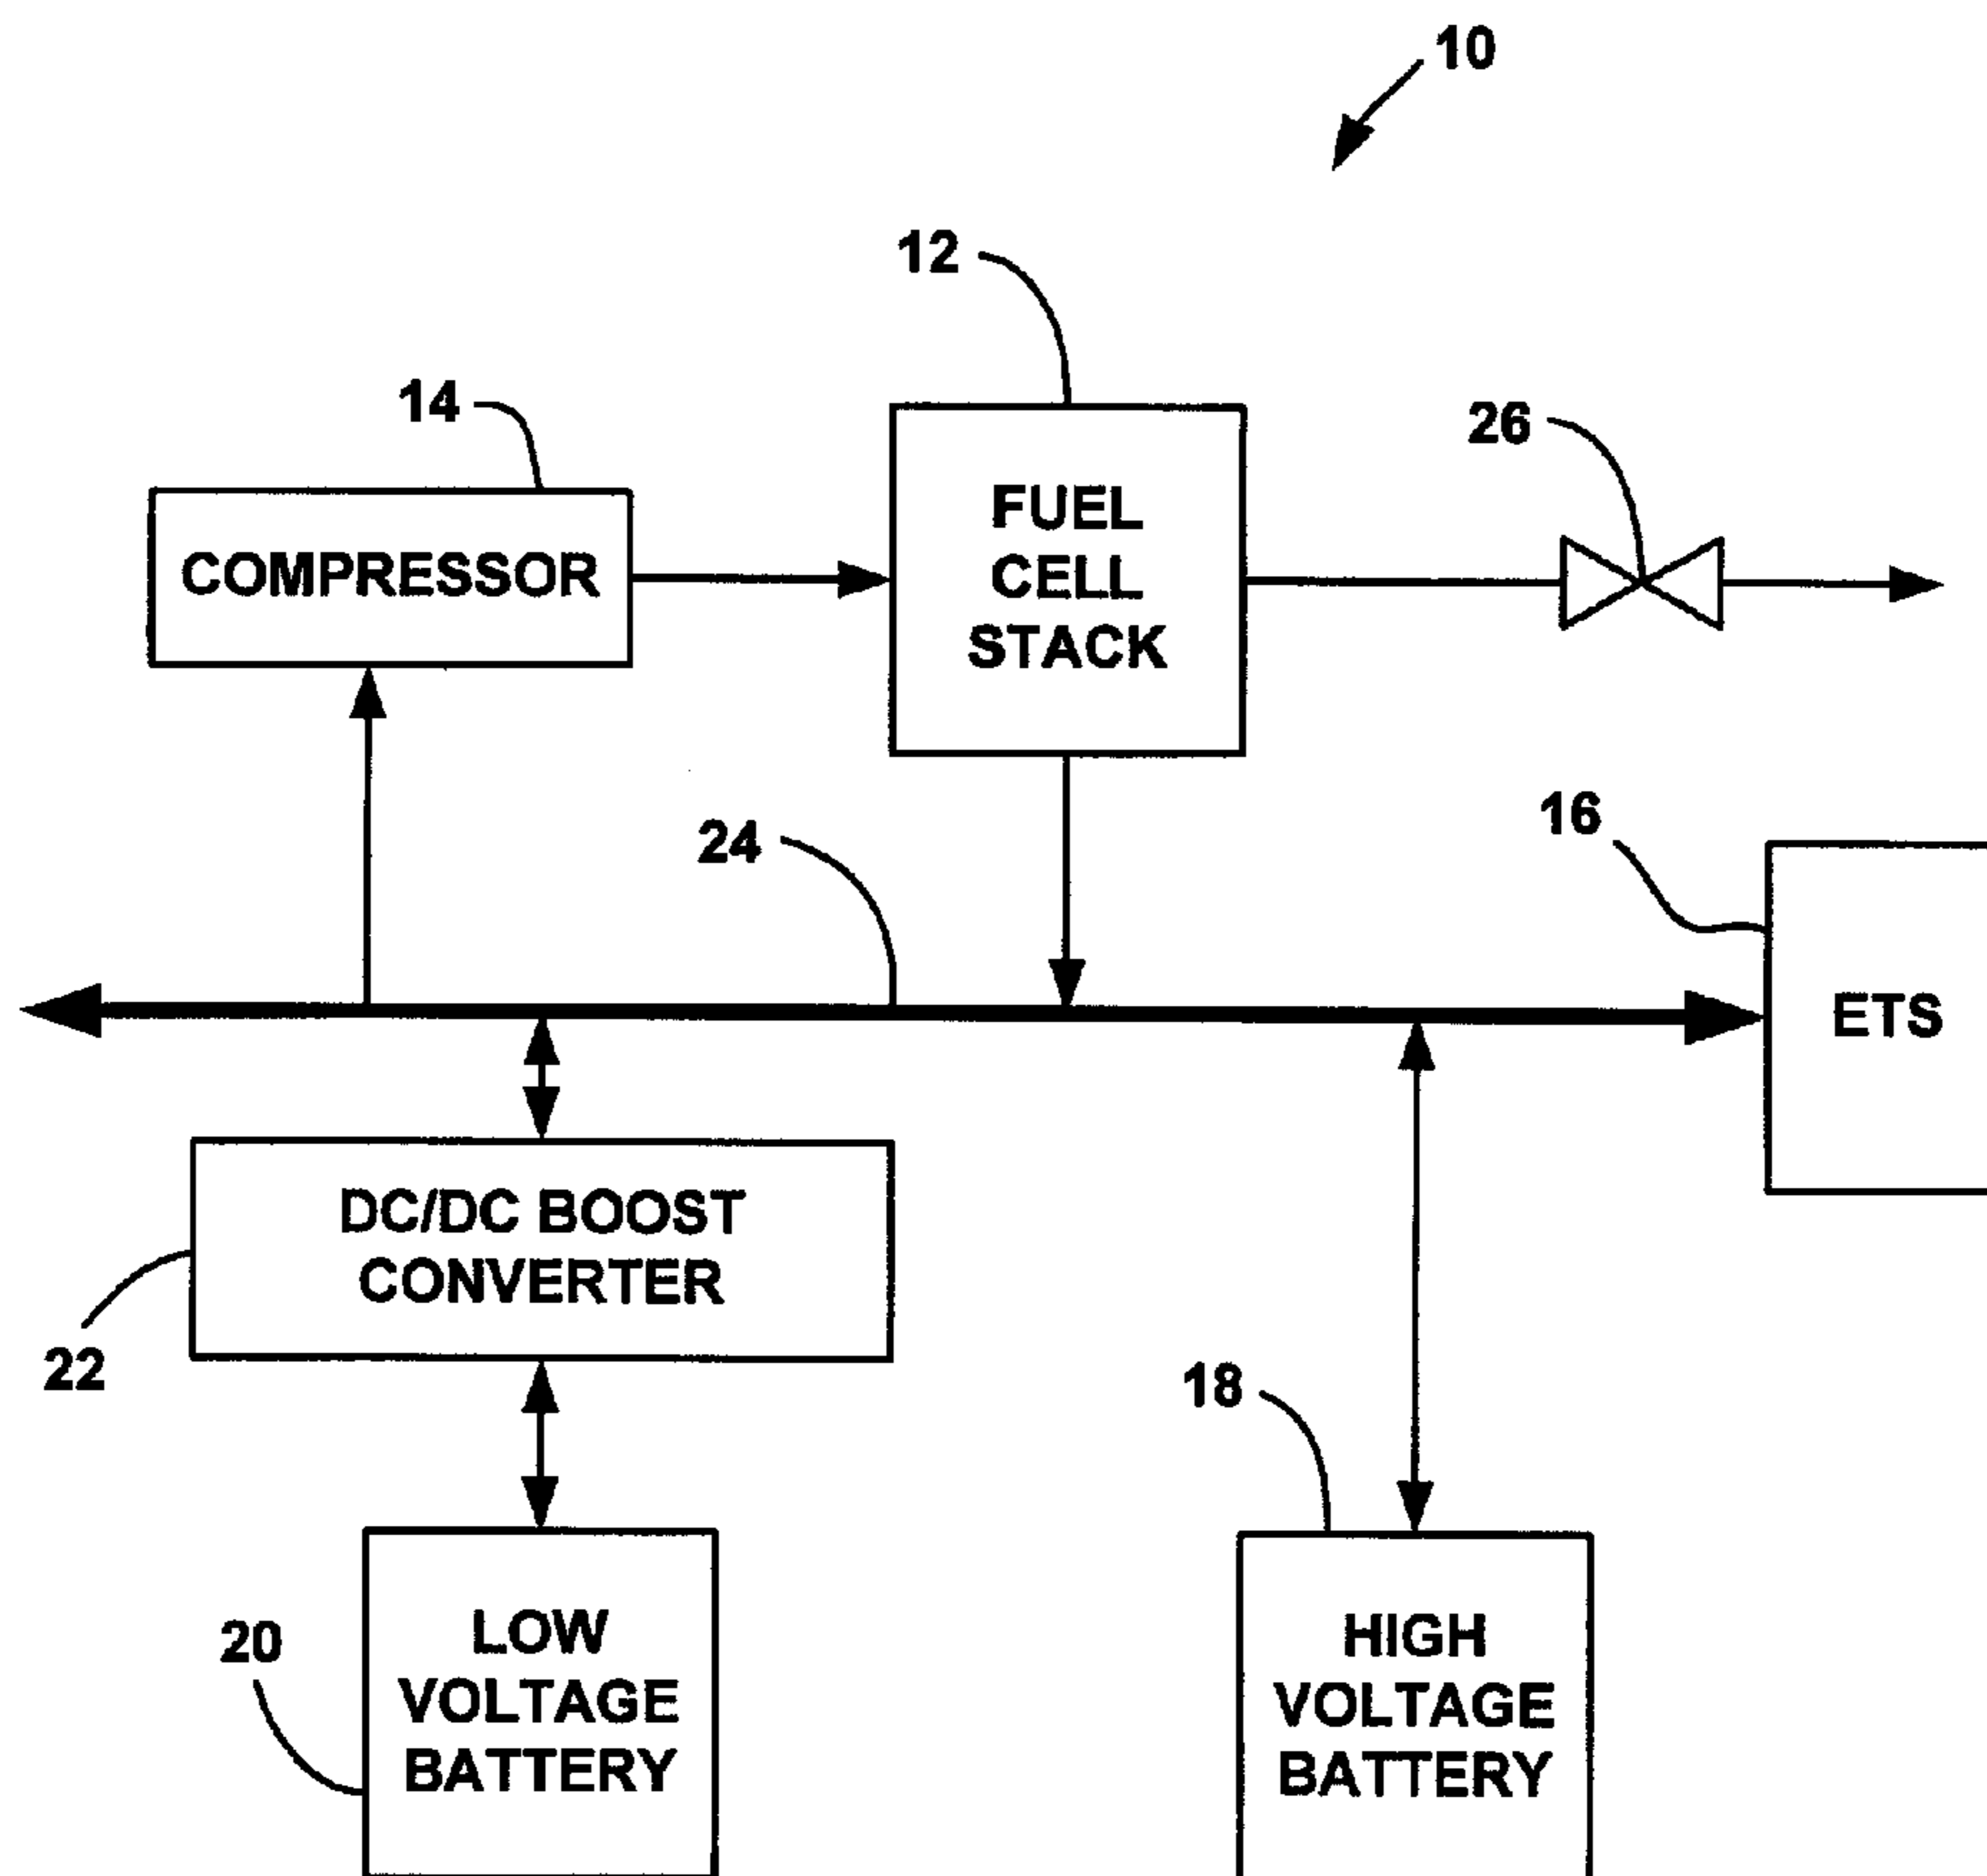 10
12
14
26
FUEL
CELL
STACK
COMPRESSOR
16
24
ETS
DC/DC BOOST
CONVERTER
22
18
20
LOW
VOLTAGE
BATTERY
HIGH
VOLTAGE
BATTERY